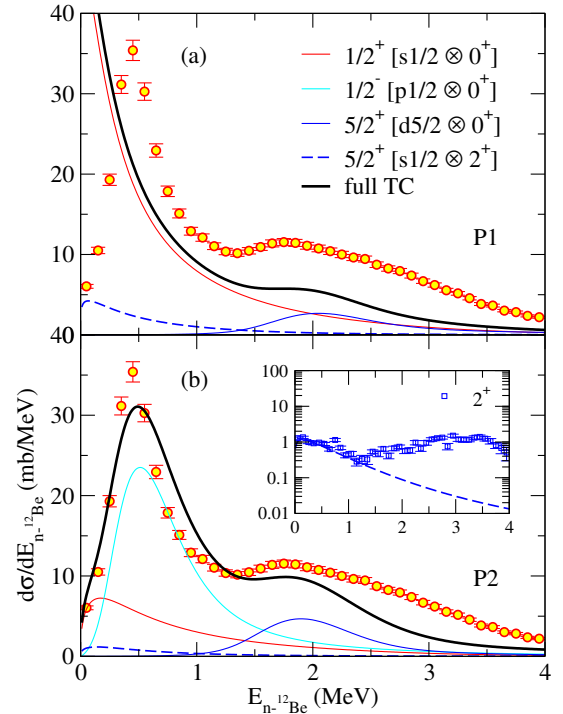 40
(a)
1/2⁺ [s1/2 ⊗ 0⁺]
1/2⁻ [p1/2 ⊗ 0⁺]
30
5/2⁺ [d5/2 ⊗ 0⁺]
5/2⁺ [s1/2 ⊗ 2⁺]
20
full TC
P1
10
40
0
(b)
100
2⁺
30
10
1
0.1
20
0.01
0 1 2 3 4
P2
10
0
0 1 2 3 4
dσ/dE_{n-¹²Be} (mb/MeV)
E_{n-¹²Be} (MeV)